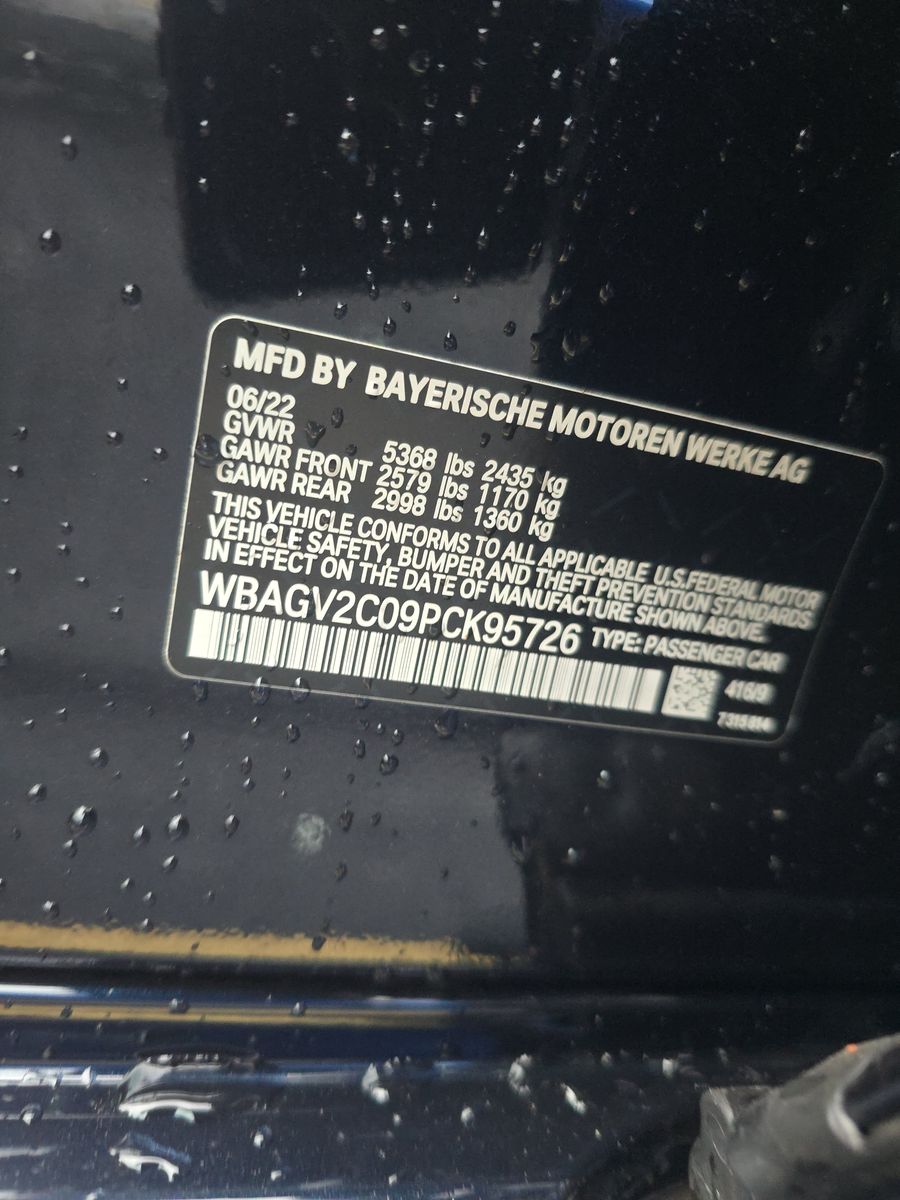 MFD BY BAYERISCHE MOTOREN WERKE AG
06/22
GVWR 5368 lbs 2435 kg
GAWR FRONT 2579 lbs 1170 kg
GAWR REAR 2998 lbs 1360 kg
THIS VEHICLE CONFORMS TO ALL APPLICABLE U.S.FEDERAL MOTOR
VEHICLE SAFETY, BUMPER AND THEFT PREVENTION STANDARDS
IN EFFECT ON THE DATE OF MANUFACTURE SHOWN ABOVE.
WBAGV2C09PCK95726 TYPE: PASSENGER CAR
416/9
7315814